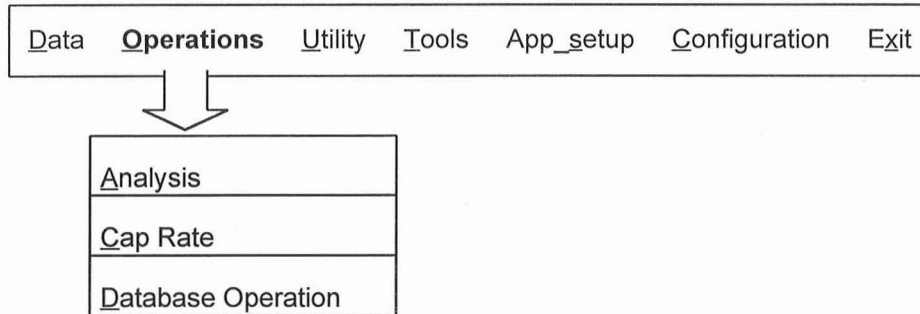 Data Operations Utility Tools App_setup Configuration Exit
Analysis
Cap Rate
Database Operation